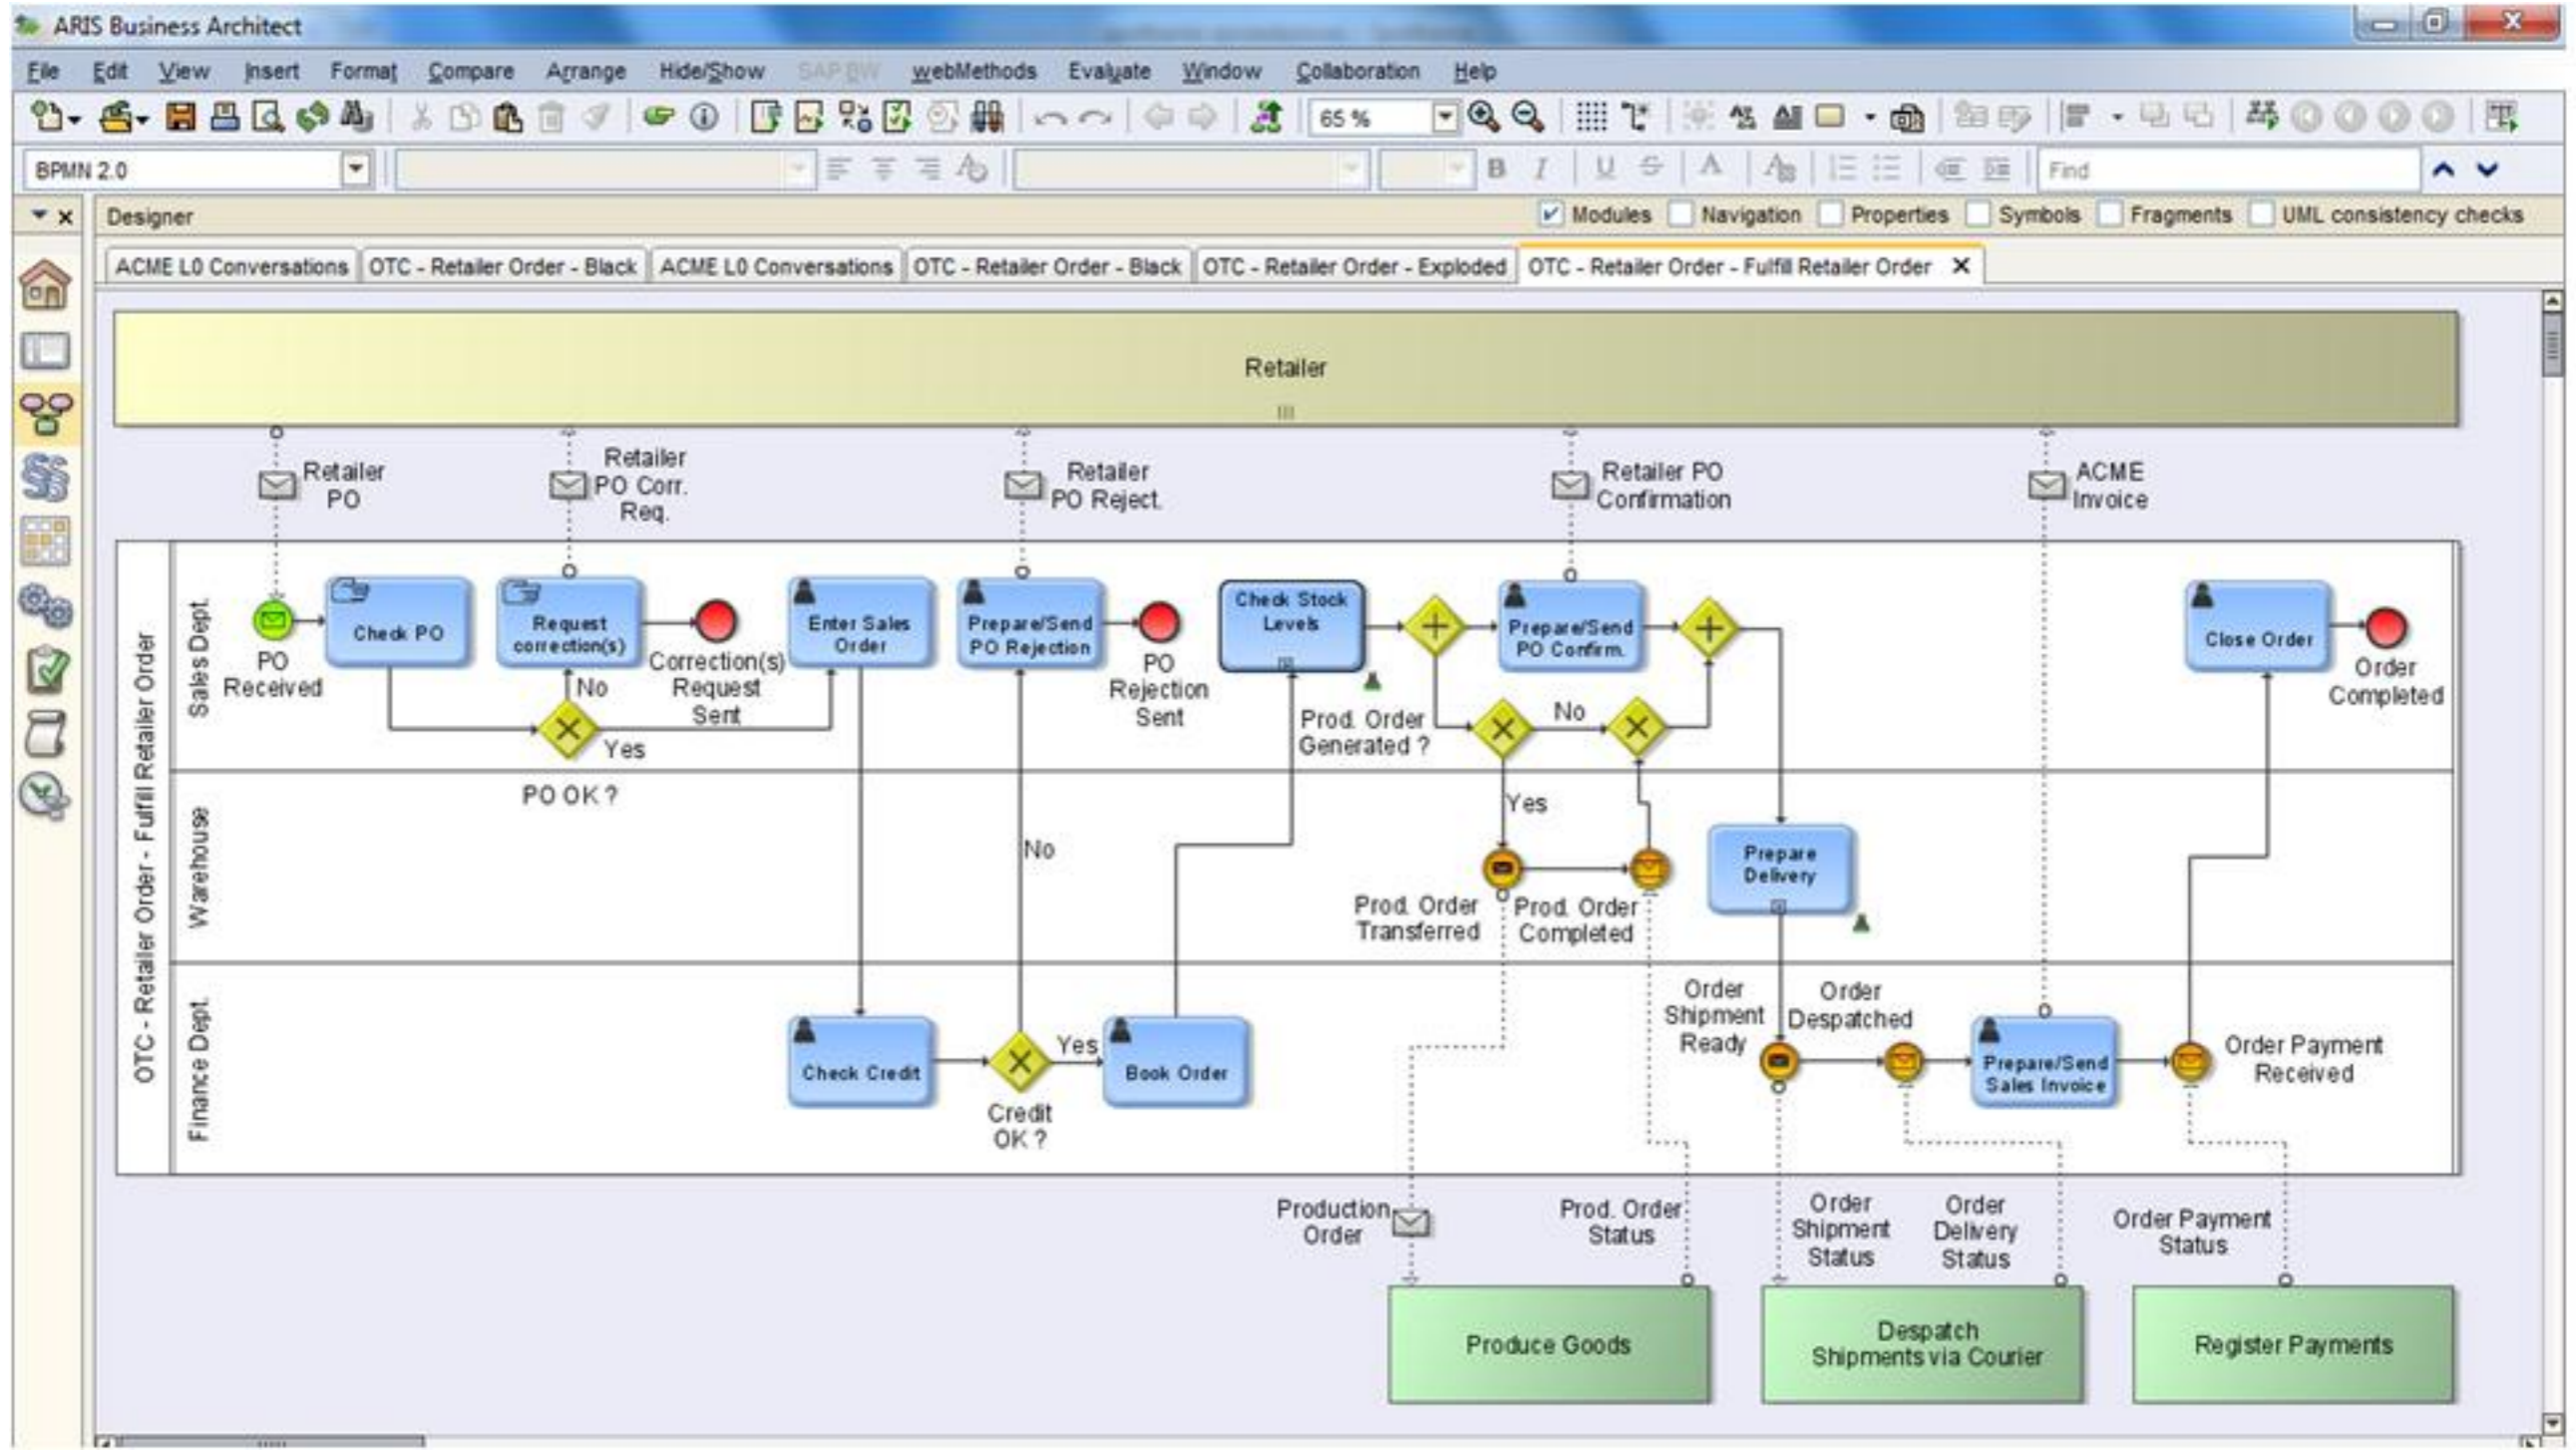 ARIS Business Architect
File Edit View Insert Format Compare Arrange Hide/Show SAP BW webMethods Evaluate Window Collaboration Help
65 %
BPMN 2.0
B I U S A
Find
Designer
Modules Navigation Properties Symbols Fragments UML consistency checks
ACME L0 Conversations
OTC - Retailer Order - Black
ACME L0 Conversations
OTC - Retailer Order - Black
OTC - Retailer Order - Exploded
OTC - Retailer Order - Fulfill Retailer Order
Retailer
Retailer
PO
Retailer
PO Corr.
Req.
Retailer
PO Reject.
Retailer PO
Confirmation
ACME
Invoice
OTC - Retailer Order - Fulfill Retailer Order
Sales Dept.
PO
Received
Check PO
Request
correction(s)
No
Yes
PO OK ?
Correction(s)
Request
Sent
Enter Sales
Order
Prepare/Send
PO Rejection
PO
Rejection
Sent
Check Stock
Levels
Prod. Order
Generated ?
Prepare/Send
PO Confirm.
No
Close Order
Order
Completed
Warehouse
No
Yes
Prod. Order
Transferred
Prod. Order
Completed
Prepare
Delivery
Finance Dept.
Check Credit
Credit
OK ?
Yes
Book Order
Order
Shipment
Ready
Order
Despatched
Prepare/Send
Sales Invoice
Order Payment
Received
Production
Order
Prod. Order
Status
Order
Shipment
Status
Order
Delivery
Status
Order Payment
Status
Produce Goods
Despatch
Shipments via Courier
Register Payments